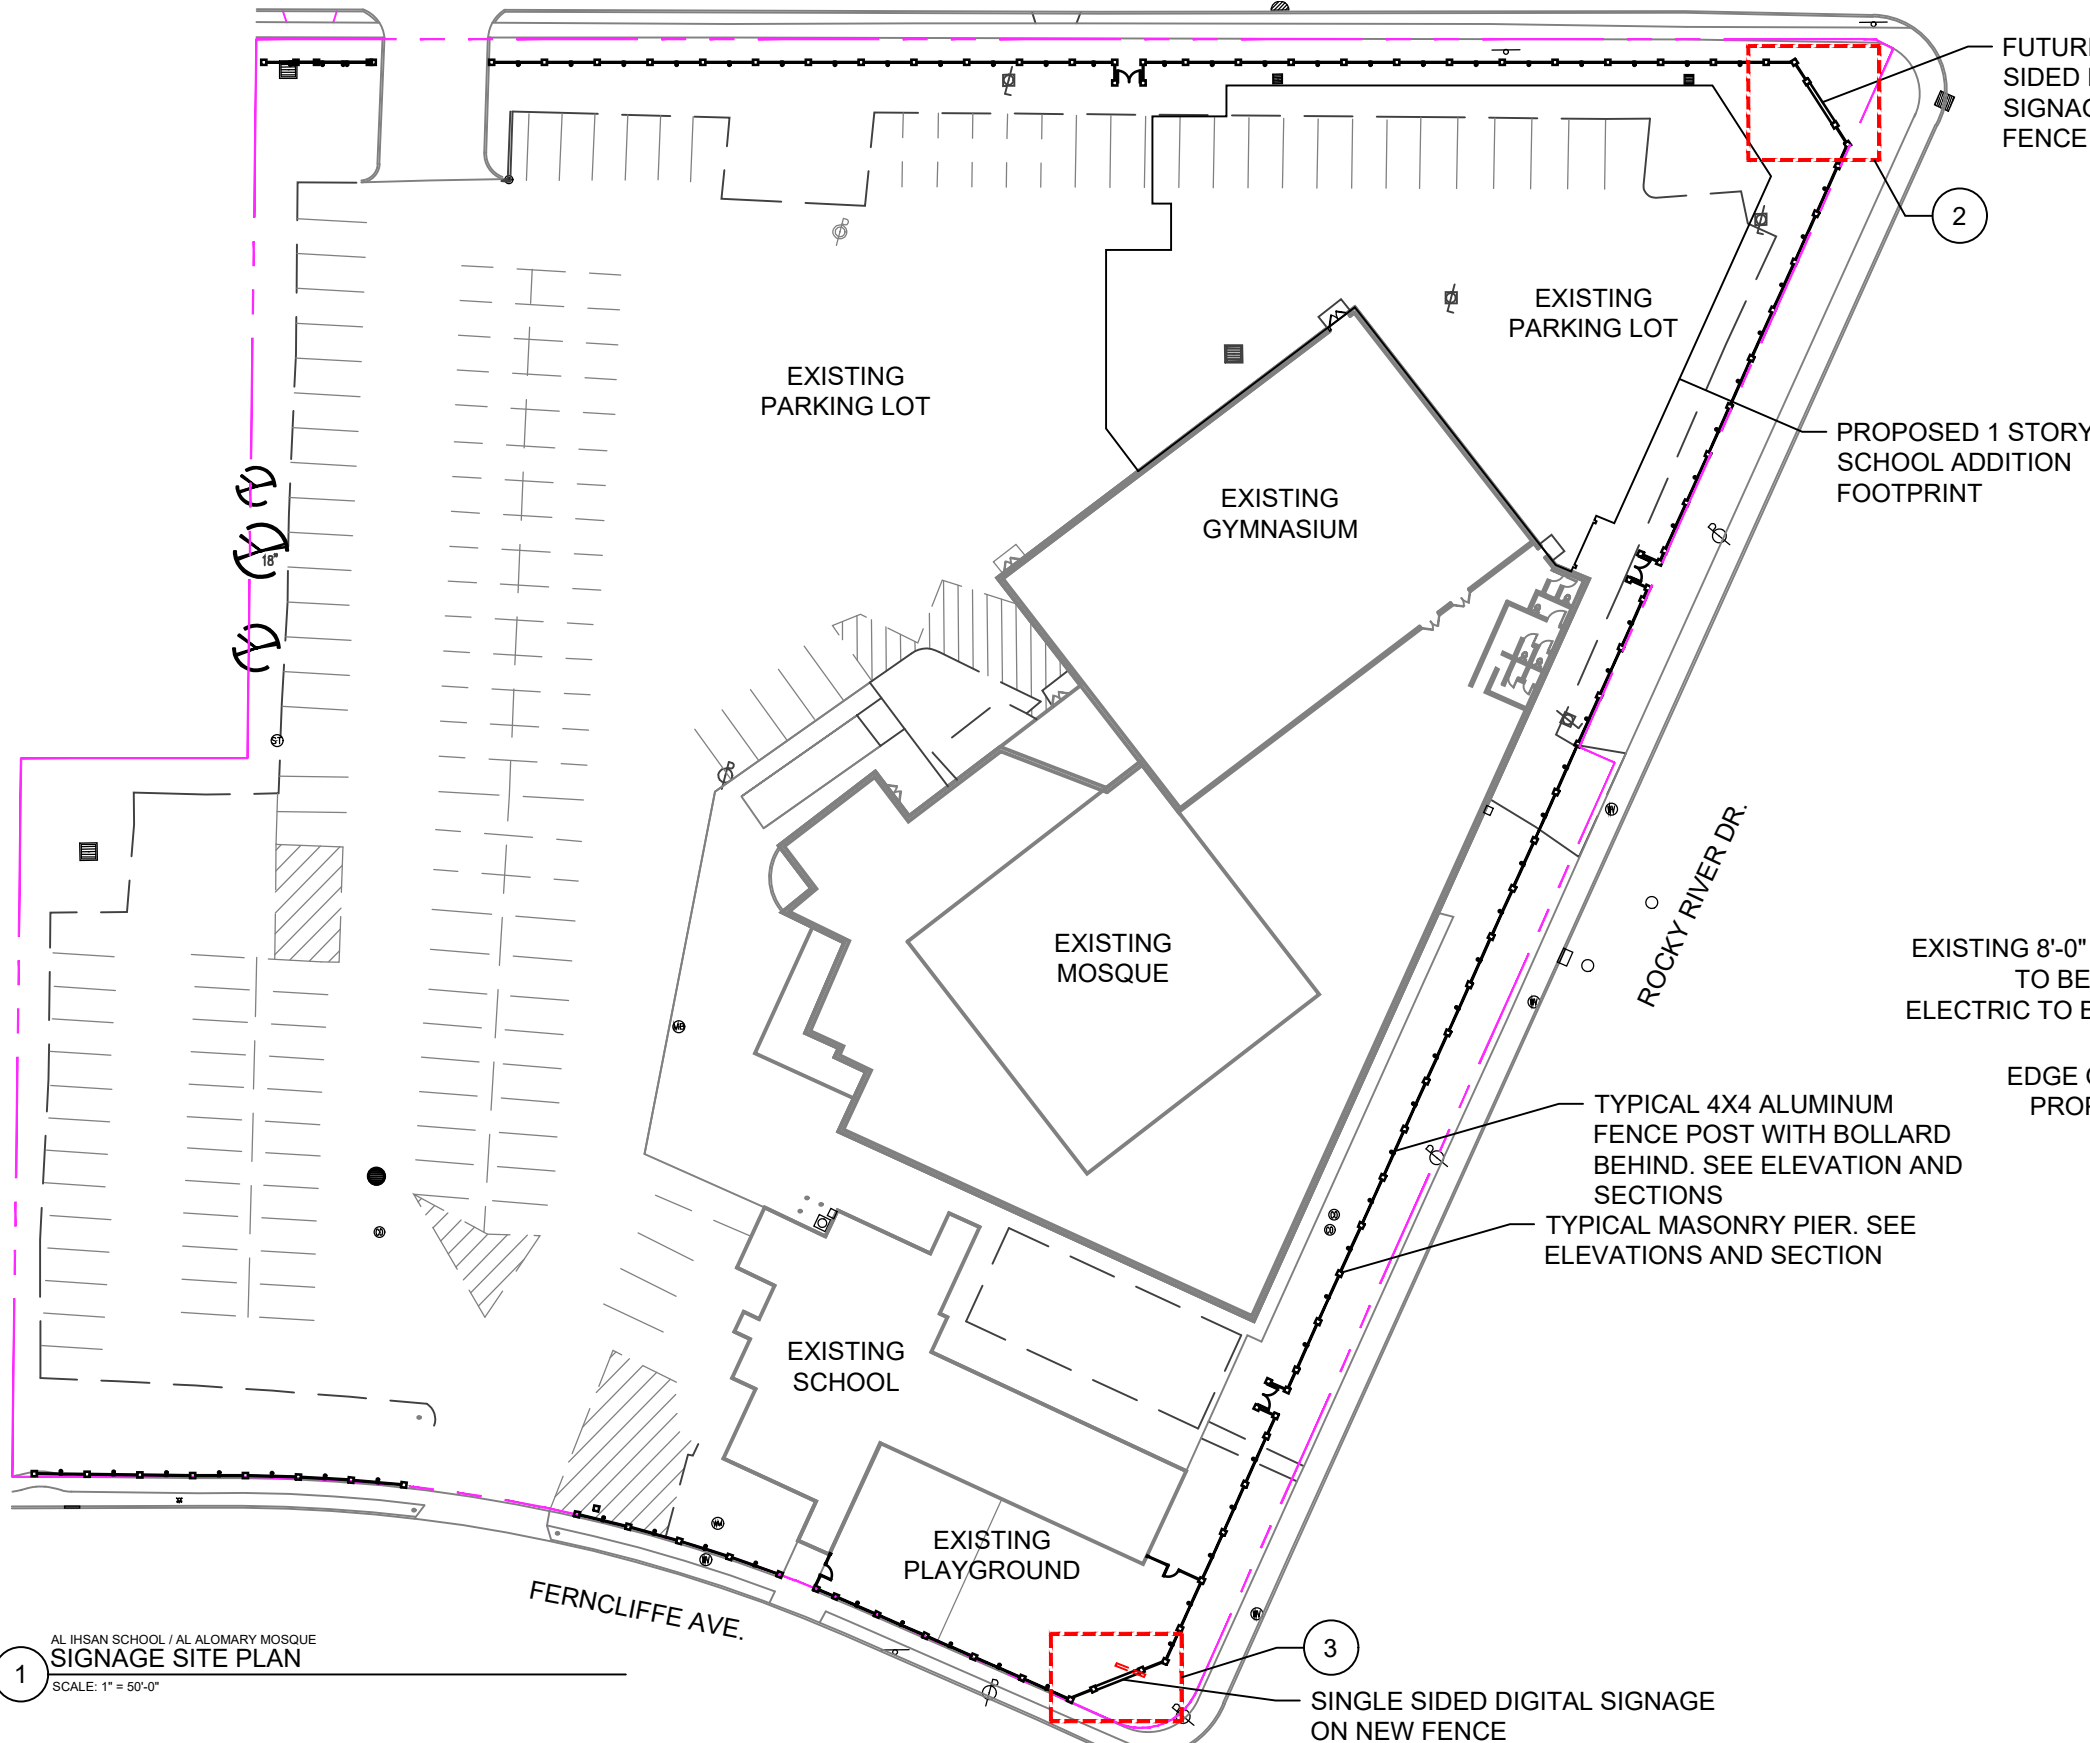 FUTUR
SIDED
SIGNAG
FENCE
2
EXISTING
PARKING LOT
EXISTING
PARKING LOT
PROPOSED 1 STORY
SCHOOL ADDITION
FOOTPRINT
EXISTING
GYMNASIUM
18"
ST
ROCKY RIVER DR.
EXISTING 8'-0"
TO BE
ELECTRIC TO B
EXISTING
MOSQUE
MB
EDGE
PROP
TYPICAL 4X4 ALUMINUM
FENCE POST WITH BOLLARD
BEHIND. SEE ELEVATION AND
SECTIONS
TYPICAL MASONRY PIER. SEE
ELEVATIONS AND SECTION
EXISTING
SCHOOL
EXISTING
PLAYGROUND
FERNCLIFFE AVE.
3
SINGLE SIDED DIGITAL SIGNAGE
ON NEW FENCE
1
AL IHSAN SCHOOL / AL ALOMARY MOSQUE
SIGNAGE SITE PLAN
SCALE: 1" = 50'-0"